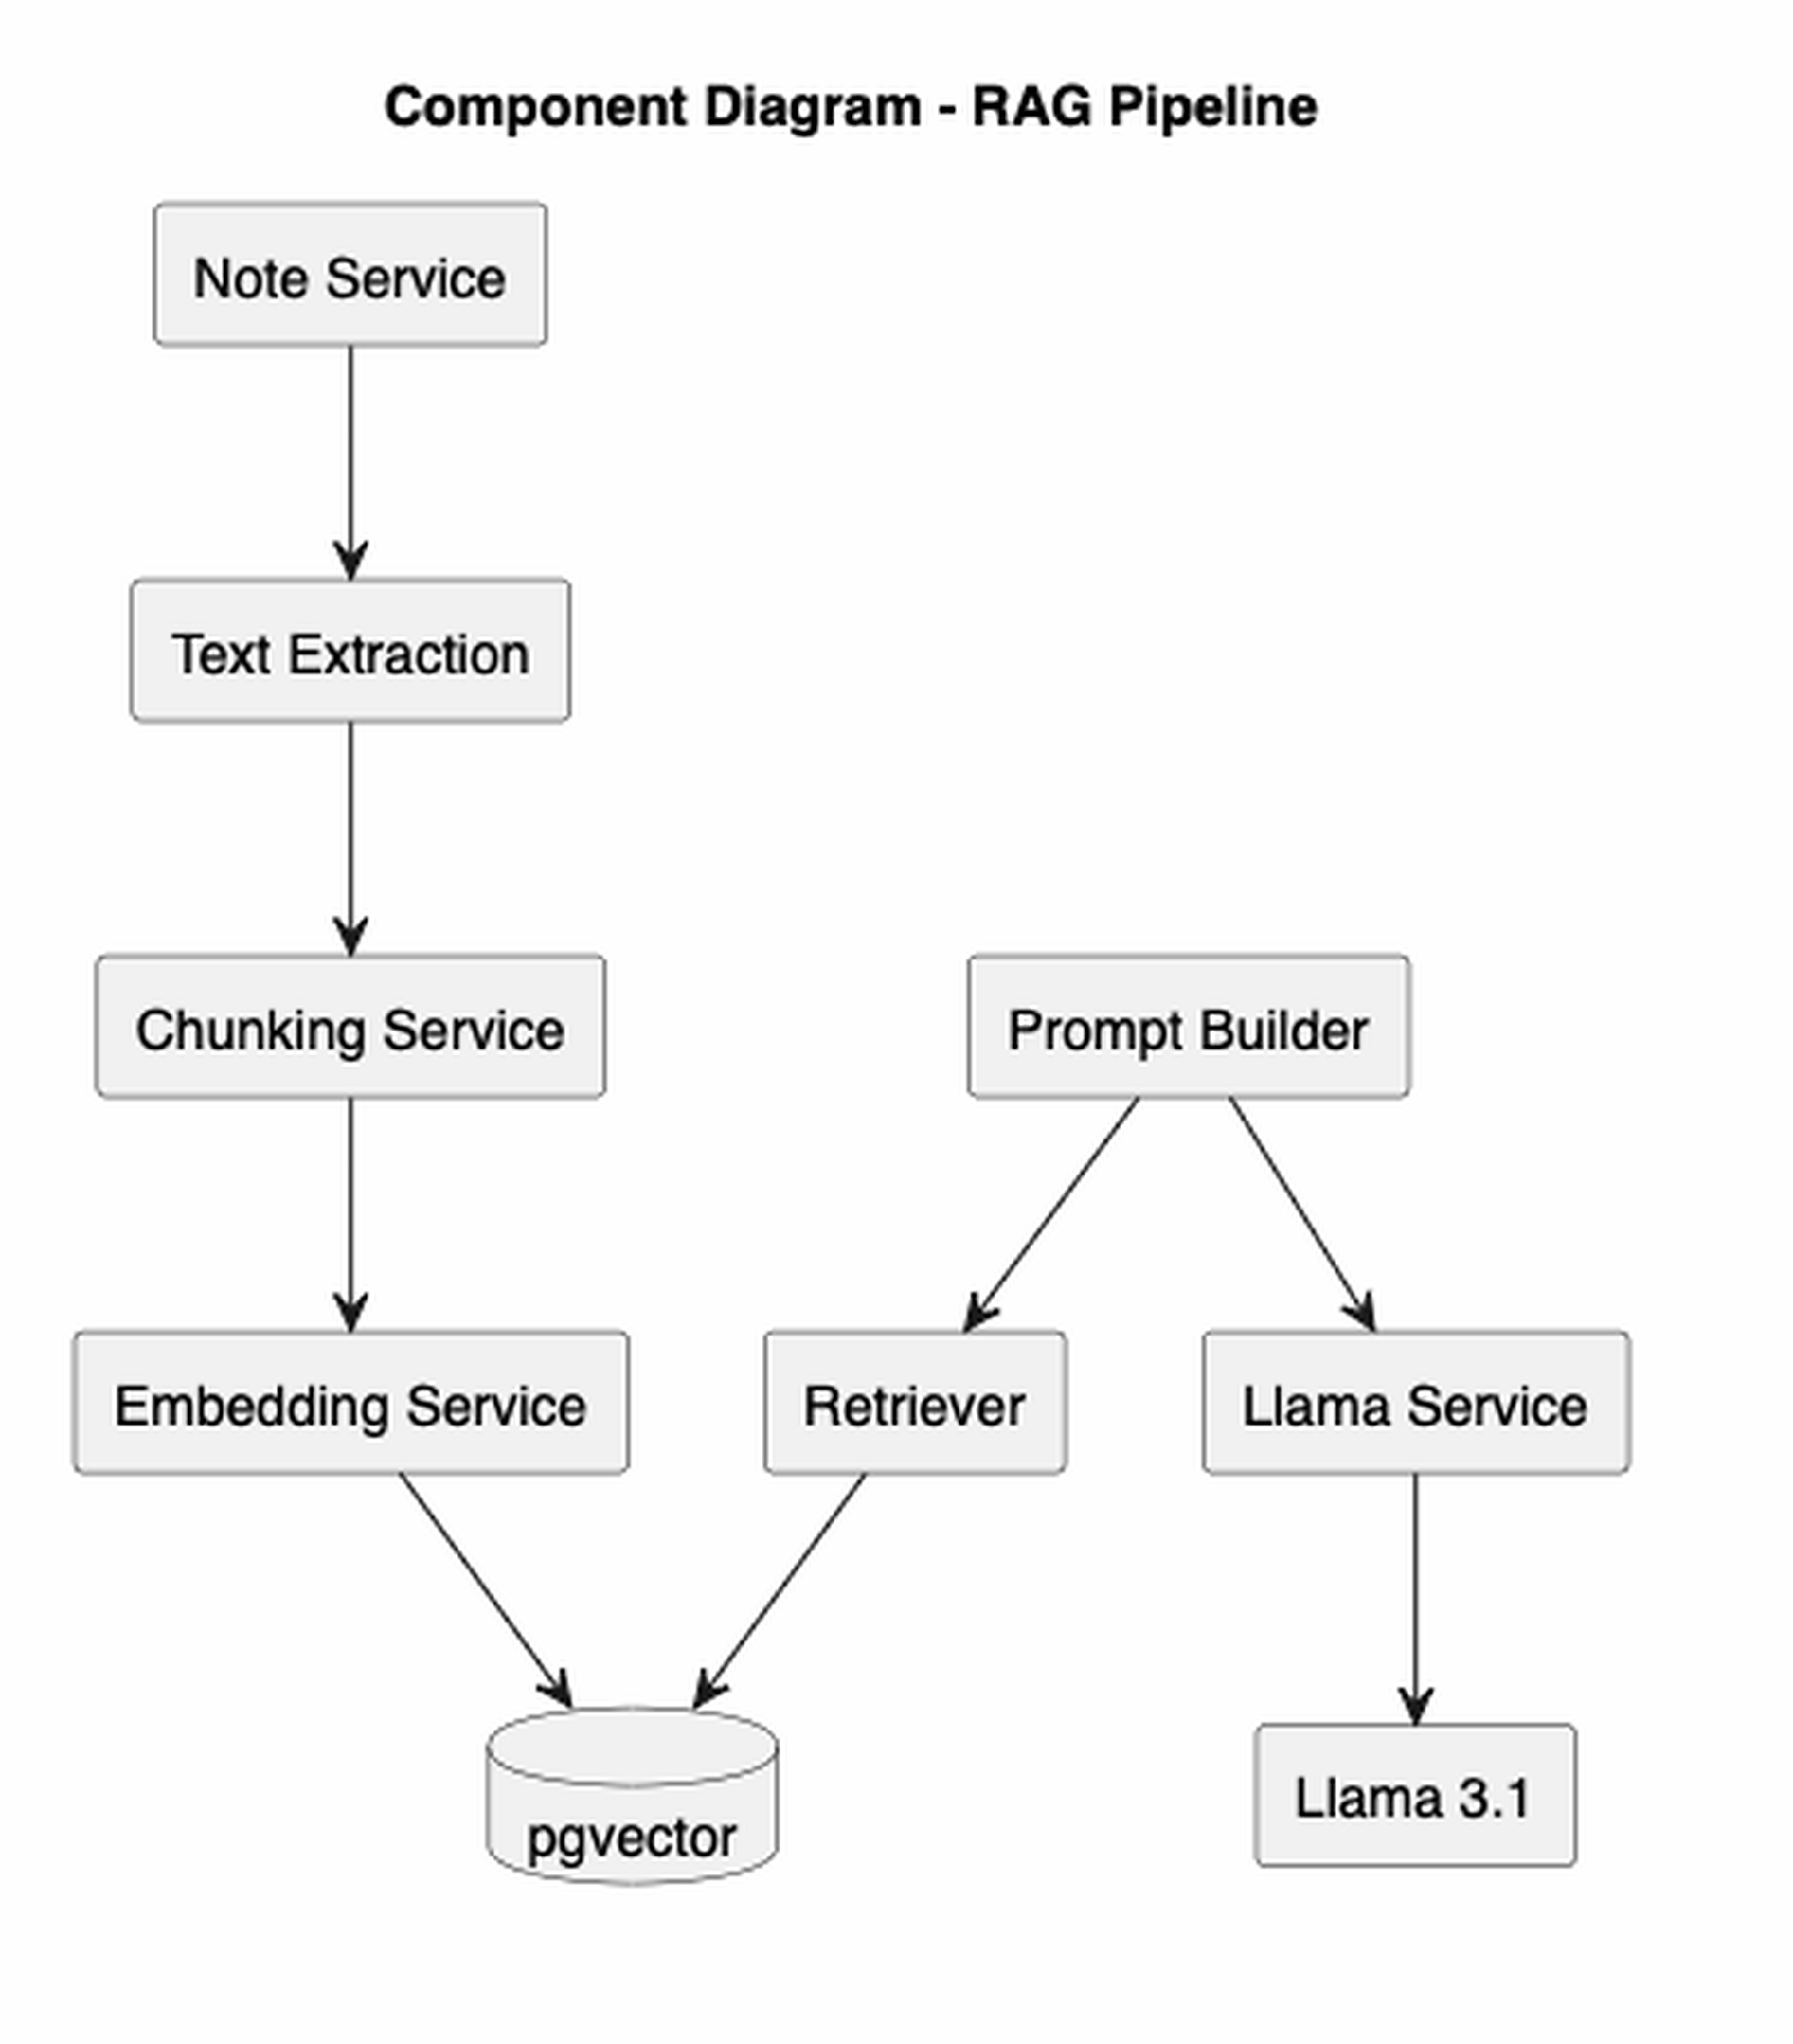 Component Diagram - RAG Pipeline
Note Service
Text Extraction
Chunking Service
Prompt Builder
Embedding Service
Retriever
Llama Service
pgvector
Llama 3.1